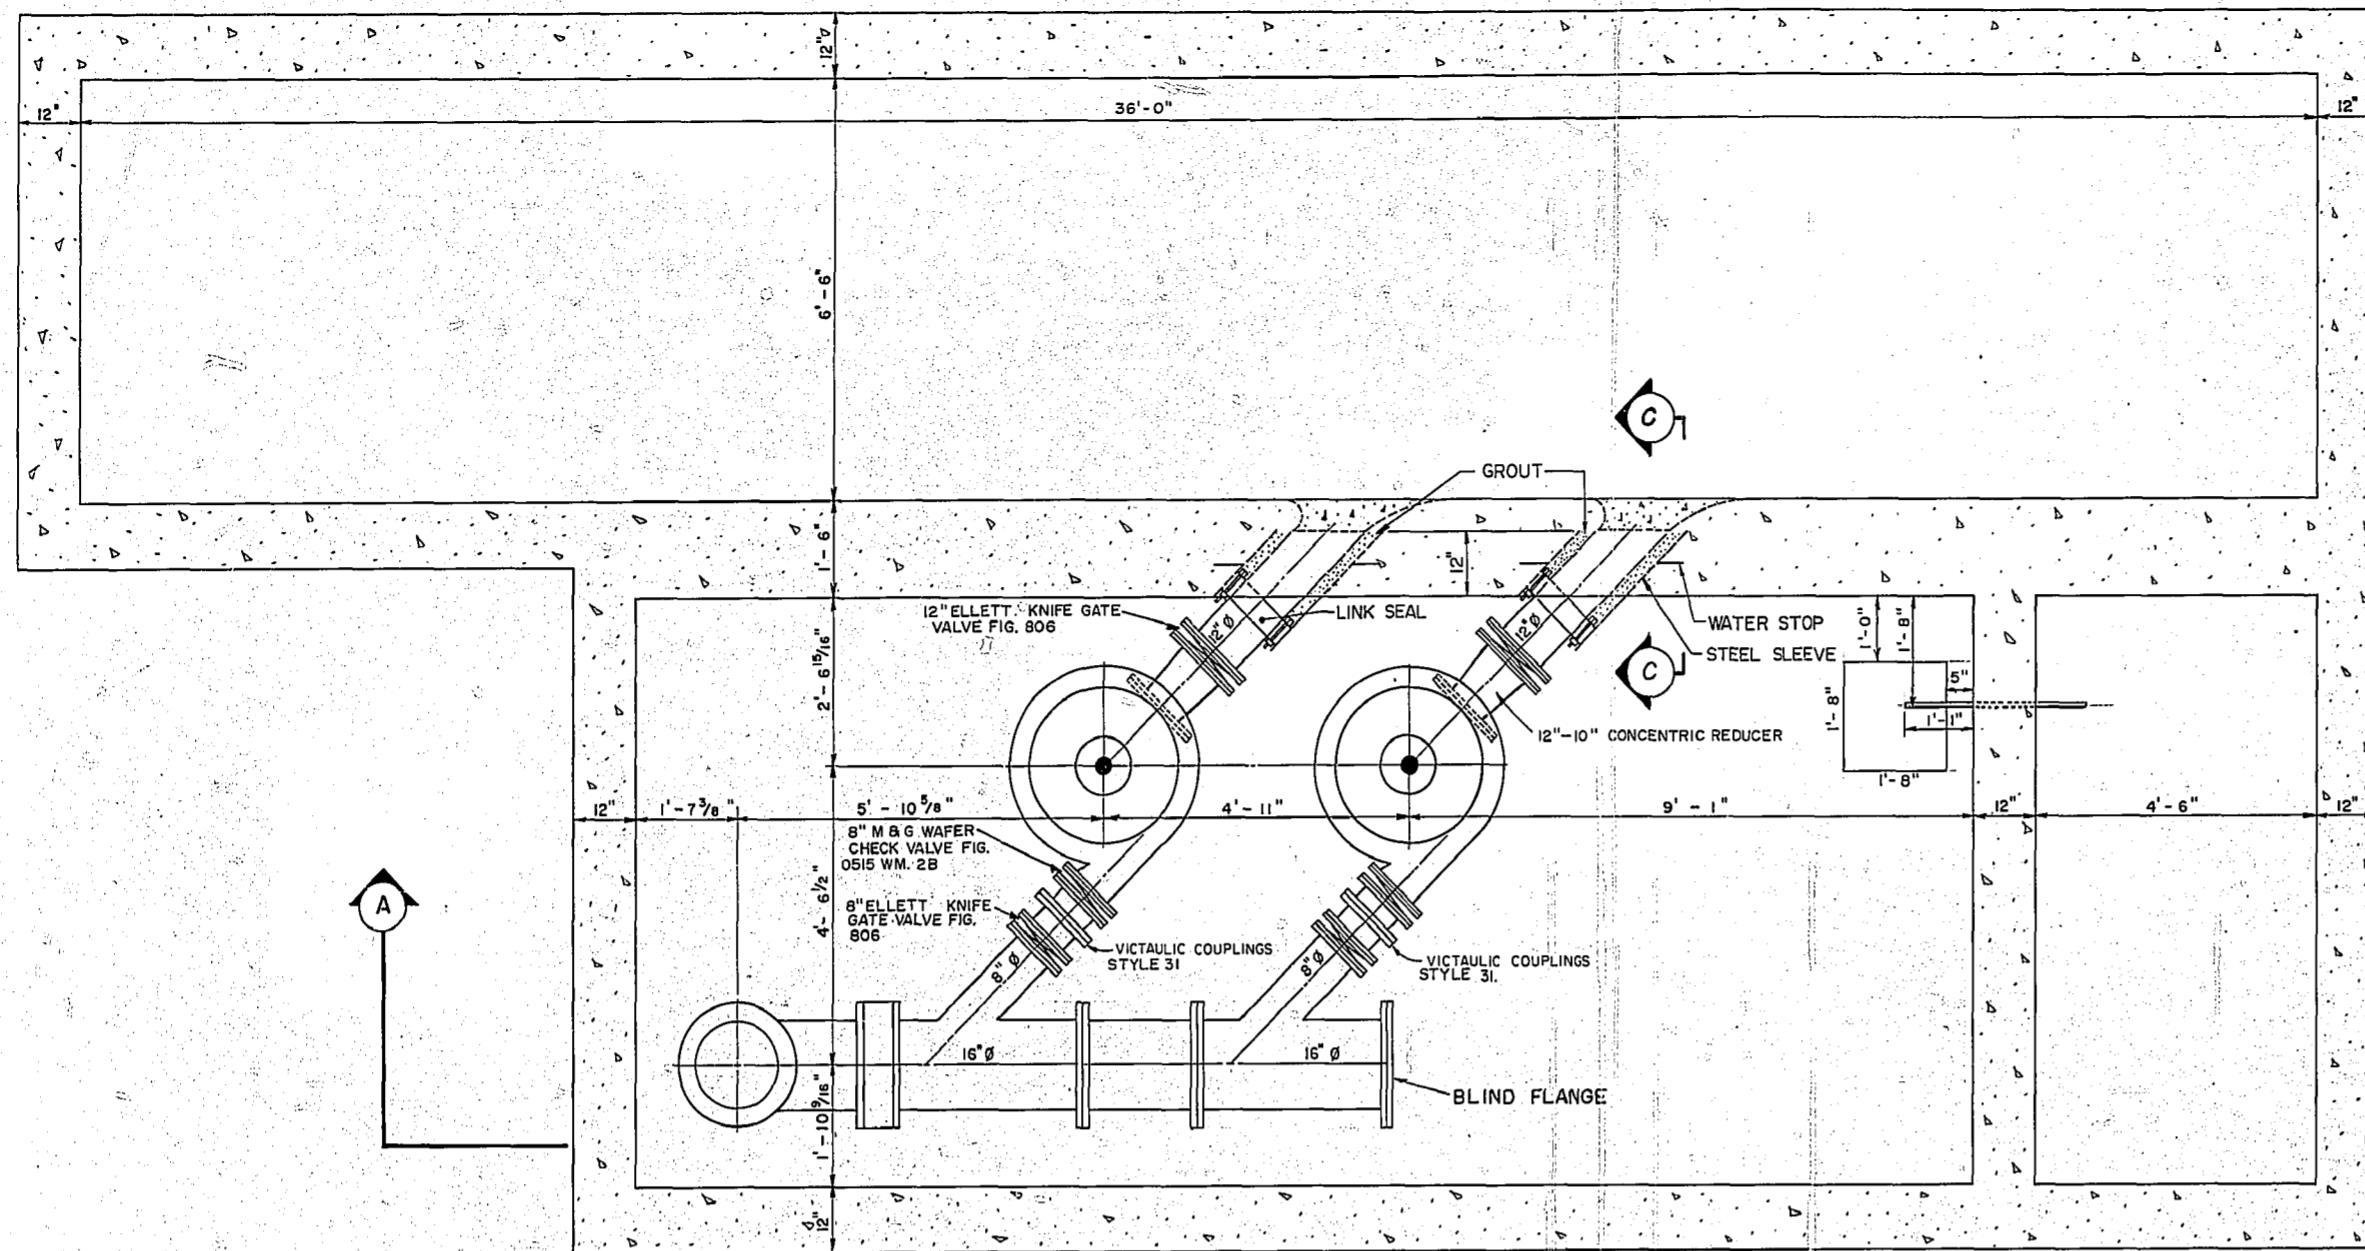 12"
12"
36'-0"
12"
6'-6"
C
GROUT
1'-6"
12"
12" ELLETT. KNIFE GATE
VALVE FIG. 806
12"Ø
LINK SEAL
12"Ø
WATER STOP
STEEL SLEEVE
C
1'-0"
1'-8"
2'-6 15/16"
5"
1'-8"
1'-1"
12"-10" CONCENTRIC REDUCER
1'-8"
12"
1'-7 3/8"
5'-10 5/8"
4'-11"
9'-1"
12"
4'-6"
12"
8" M & G WAFER
CHECK VALVE FIG.
0515 WM. 2B
A
4'-6 1/2"
8" ELLETT KNIFE
GATE VALVE FIG.
806
VICTAULIC COUPLINGS
STYLE 31
VICTAULIC COUPLINGS
STYLE 31.
8"Ø
8"Ø
16"Ø
16"Ø
BLIND FLANGE
1'-10 9/16"
12"